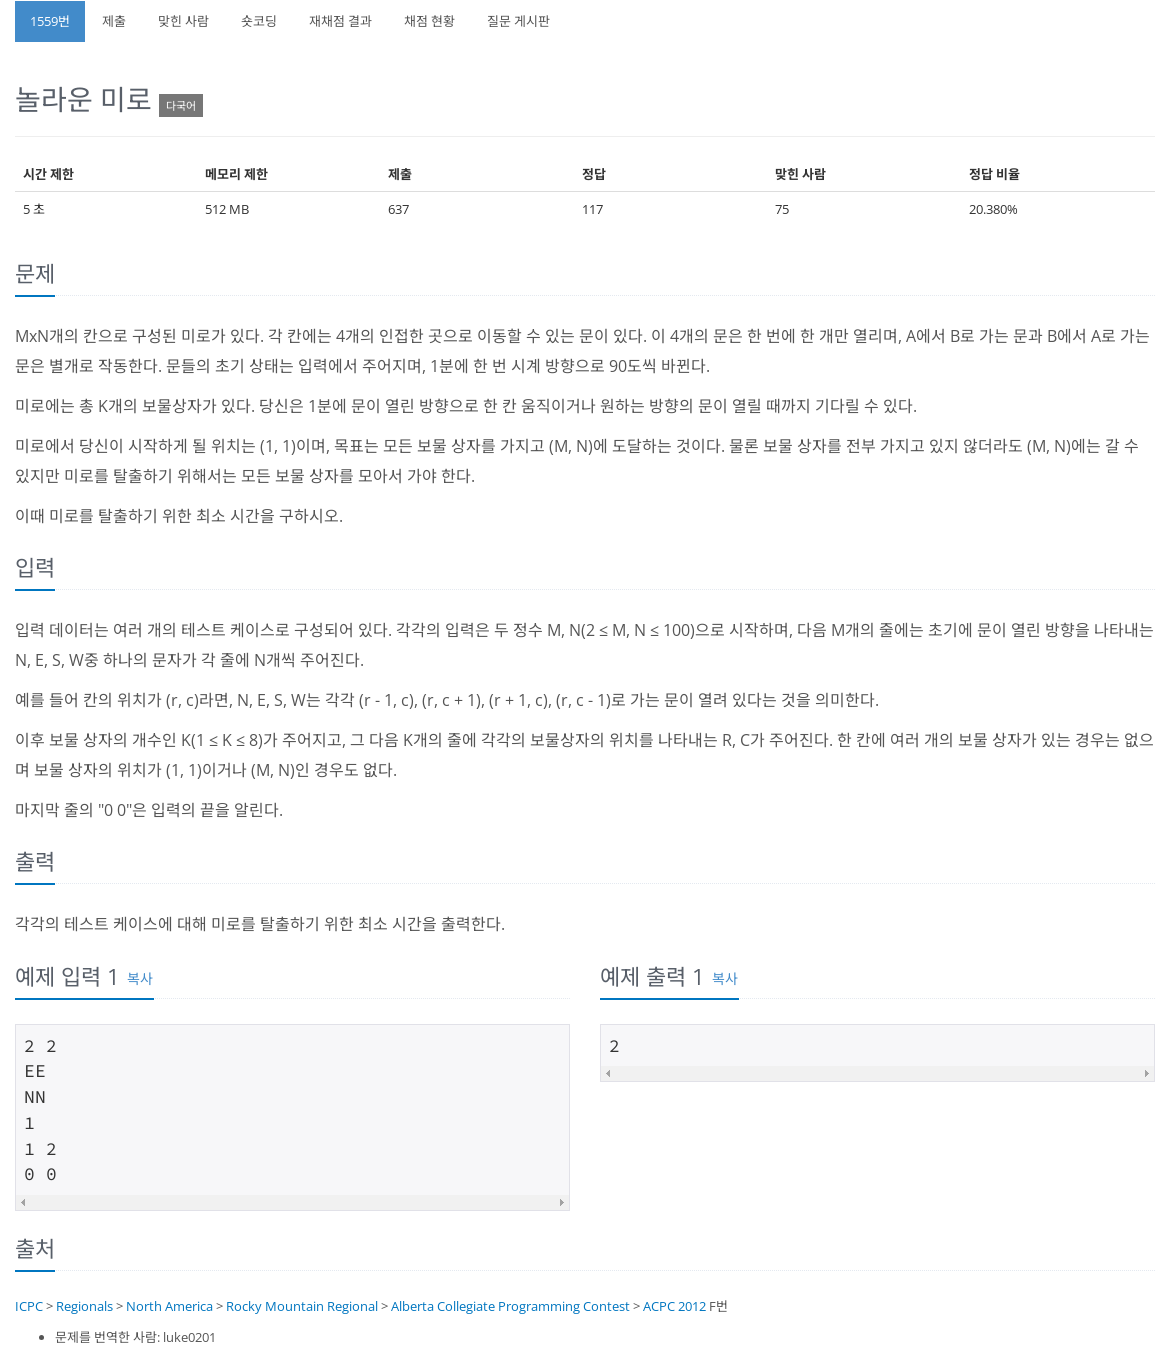 1559번 제출 맞힌 사람 숏코딩 재채점 결과 채점 현황 질문 게시판
놀라운 미로 다국어
시간 제한 메모리 제한 제출 정답 맞힌 사람 정답 비율
5 초 512 MB 637 117 75 20.380%
문제
MxN개의 칸으로 구성된 미로가 있다. 각 칸에는 4개의 인접한 곳으로 이동할 수 있는 문이 있다. 이 4개의 문은 한 번에 한 개만 열리며, A에서 B로 가는 문과 B에서 A로 가는
문은 별개로 작동한다. 문들의 초기 상태는 입력에서 주어지며, 1분에 한 번 시계 방향으로 90도씩 바뀐다.
미로에는 총 K개의 보물상자가 있다. 당신은 1분에 문이 열린 방향으로 한 칸 움직이거나 원하는 방향의 문이 열릴 때까지 기다릴 수 있다.
미로에서 당신이 시작하게 될 위치는 (1, 1)이며, 목표는 모든 보물 상자를 가지고 (M, N)에 도달하는 것이다. 물론 보물 상자를 전부 가지고 있지 않더라도 (M, N)에는 갈 수
있지만 미로를 탈출하기 위해서는 모든 보물 상자를 모아서 가야 한다.
이때 미로를 탈출하기 위한 최소 시간을 구하시오.
입력
입력 데이터는 여러 개의 테스트 케이스로 구성되어 있다. 각각의 입력은 두 정수 M, N(2 ≤ M, N ≤ 100)으로 시작하며, 다음 M개의 줄에는 초기에 문이 열린 방향을 나타내는
N, E, S, W중 하나의 문자가 각 줄에 N개씩 주어진다.
예를 들어 칸의 위치가 (r, c)라면, N, E, S, W는 각각 (r - 1, c), (r, c + 1), (r + 1, c), (r, c - 1)로 가는 문이 열려 있다는 것을 의미한다.
이후 보물 상자의 개수인 K(1 ≤ K ≤ 8)가 주어지고, 그 다음 K개의 줄에 각각의 보물상자의 위치를 나타내는 R, C가 주어진다. 한 칸에 여러 개의 보물 상자가 있는 경우는 없으
며 보물 상자의 위치가 (1, 1)이거나 (M, N)인 경우도 없다.
마지막 줄의 "0 0"은 입력의 끝을 알린다.
출력
각각의 테스트 케이스에 대해 미로를 탈출하기 위한 최소 시간을 출력한다.
예제 입력 1 복사
2 2
EE
NN
1
1 2
0 0
예제 출력 1 복사
2
출처
ICPC > Regionals > North America > Rocky Mountain Regional > Alberta Collegiate Programming Contest > ACPC 2012 F번
• 문제를 번역한 사람: luke0201